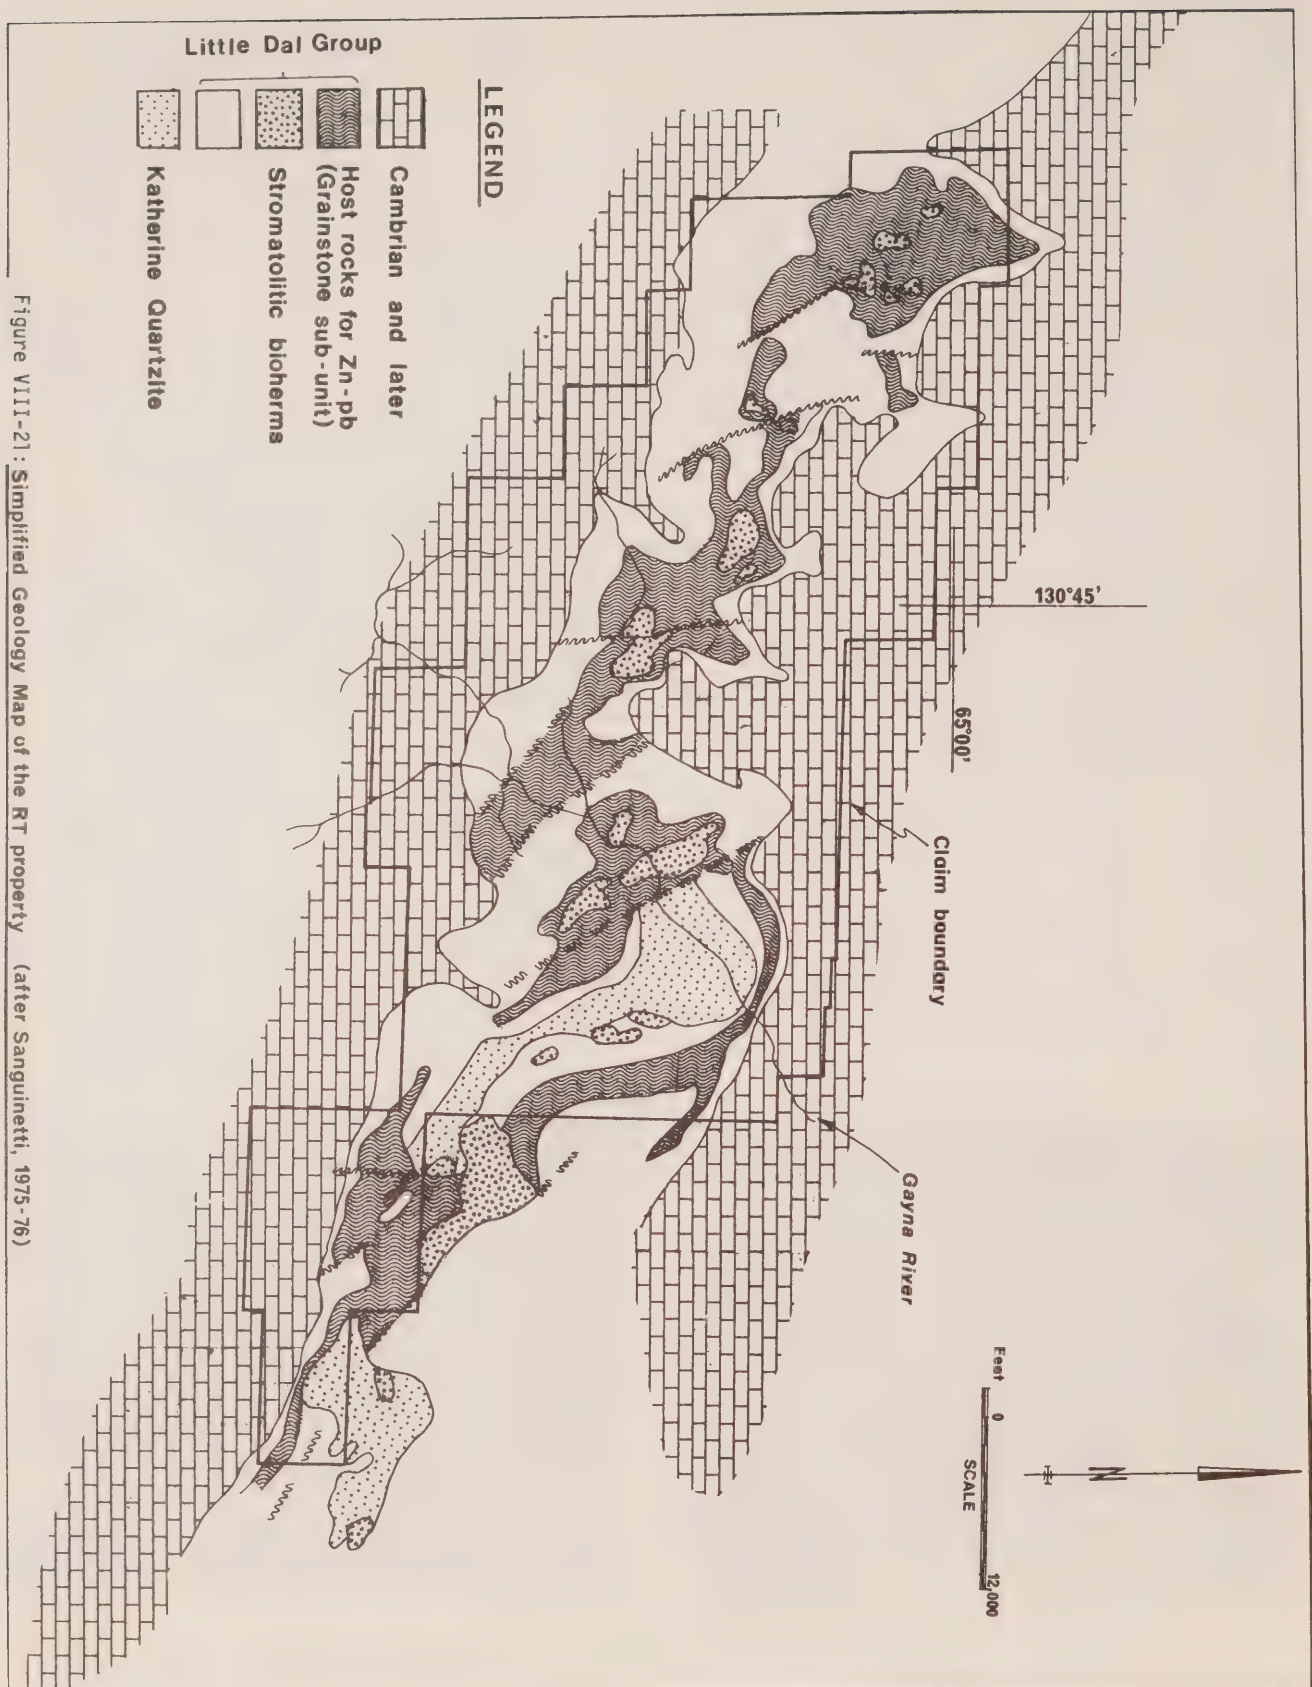 Little Dal Group
LEGEND
Cambrian and later
Host rocks for Zn-pb
(Grainstone sub-unit)
Stromatolitic bioherms
Katherine Quartzite
130°45'
65°00'
Claim boundary
Gayna River
Feet 0 12,000
SCALE
N
Figure VIII-21: Simplified Geology Map of the RT property (after Sanguinetti, 1975-76)